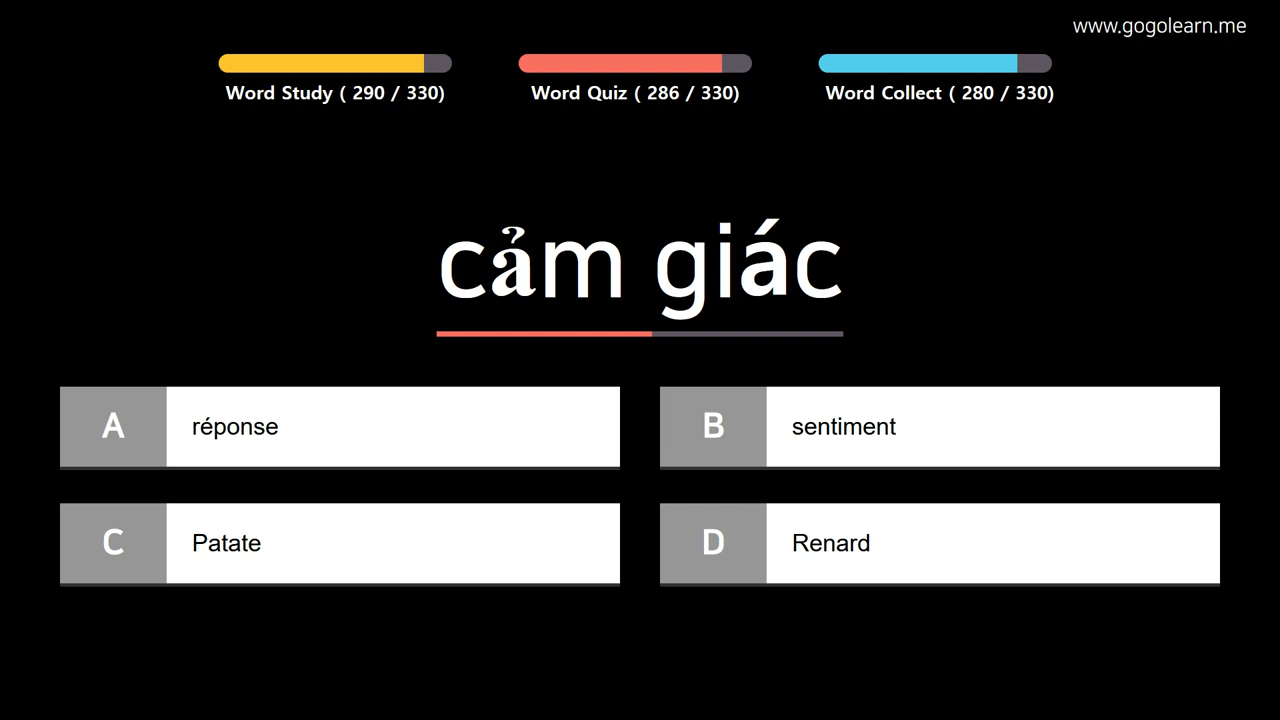 www.gogolearn.me
Word Study ( 290 / 330)
Word Quiz ( 286 / 330)
Word Collect ( 280 / 330)
cảm giác
A
réponse
B
sentiment
C
Patate
D
Renard